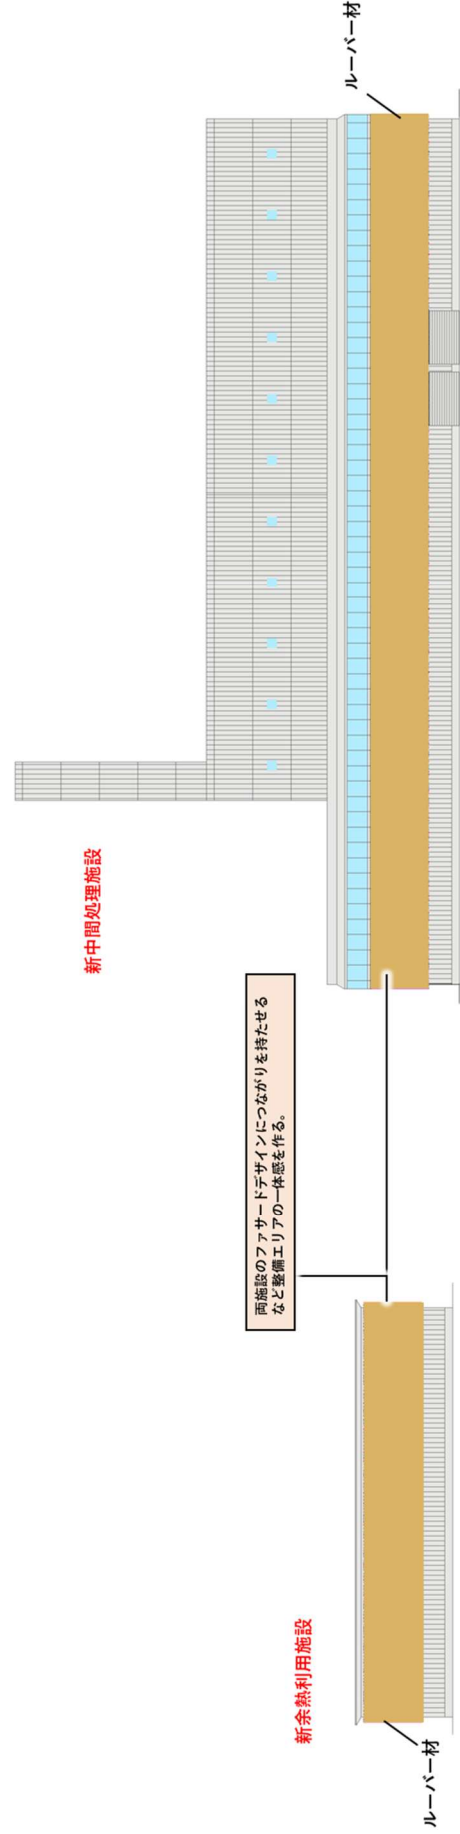 新余熱利用施設
ルーバー材
両施設のファサードデザインにつながりを持たせる
など整備エリアの一体感を作る。
新中間処理施設
ルーバー材